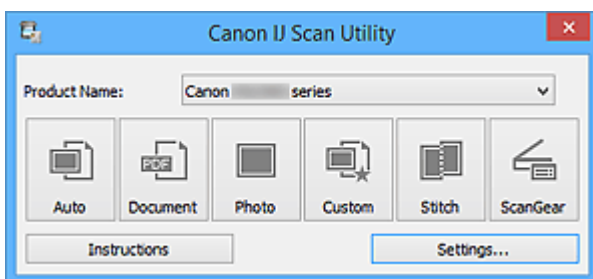 Canon IJ Scan Utility
Product Name: Canon series
PDF
Auto Document Photo Custom Stitch ScanGear
Instructions Settings...